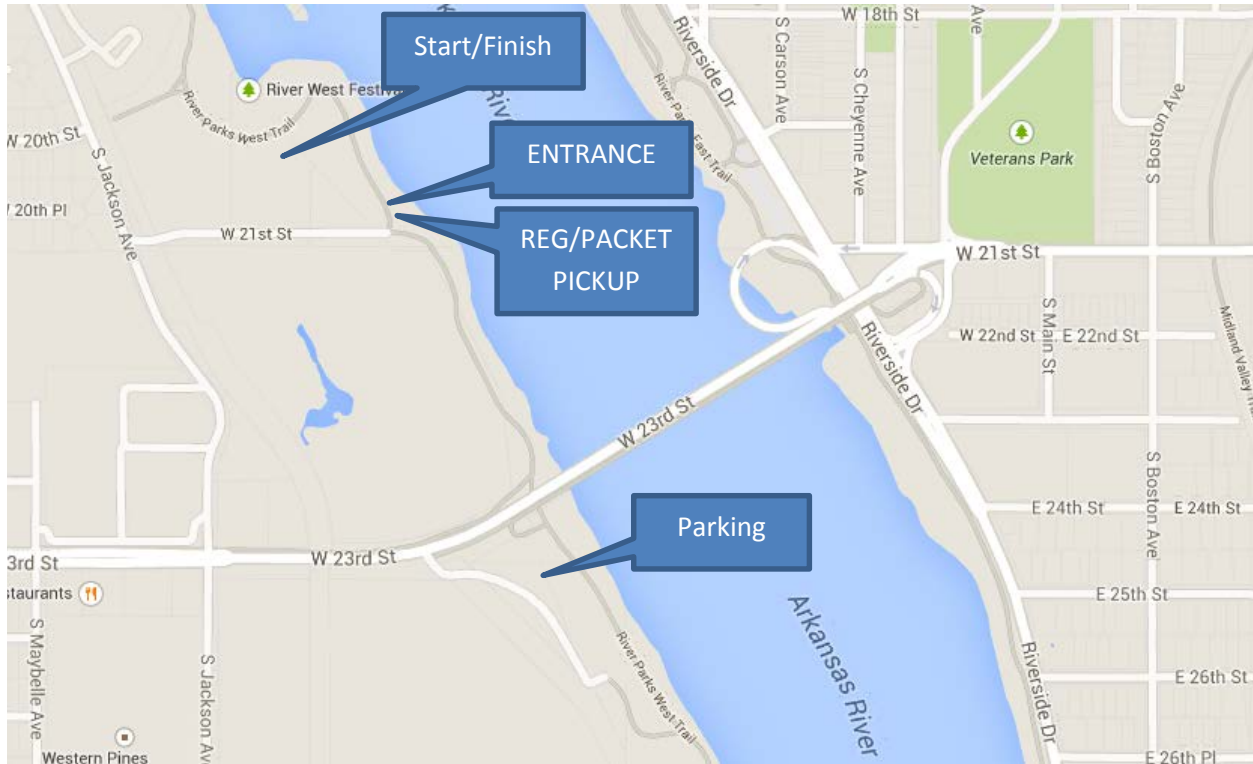 Start/Finish
ENTRANCE
REG/PACKET
PICKUP
Parking
W 18th St
Ave
S Carson Ave
S Cheyenne Ave
Riverside Dr
River Parks East Trail
Veterans Park
S Boston Ave
River West Festival
River Parks West Trail
W 20th St
S Jackson Ave
20th Pl
W 21st St
W 21st St
S Main St
W 22nd St
E 22nd St
Midland Valley
Riverside Dr
W 23rd St
S Boston Ave
E 24th St
E 24th St
3rd St
W 23rd St
staurants
E 25th St
Arkansas River
S Maybelle Ave
S Jackson Av
River Parks West Trail
Riverside Dr
E 26th St
Western Pines
E 26th Pl